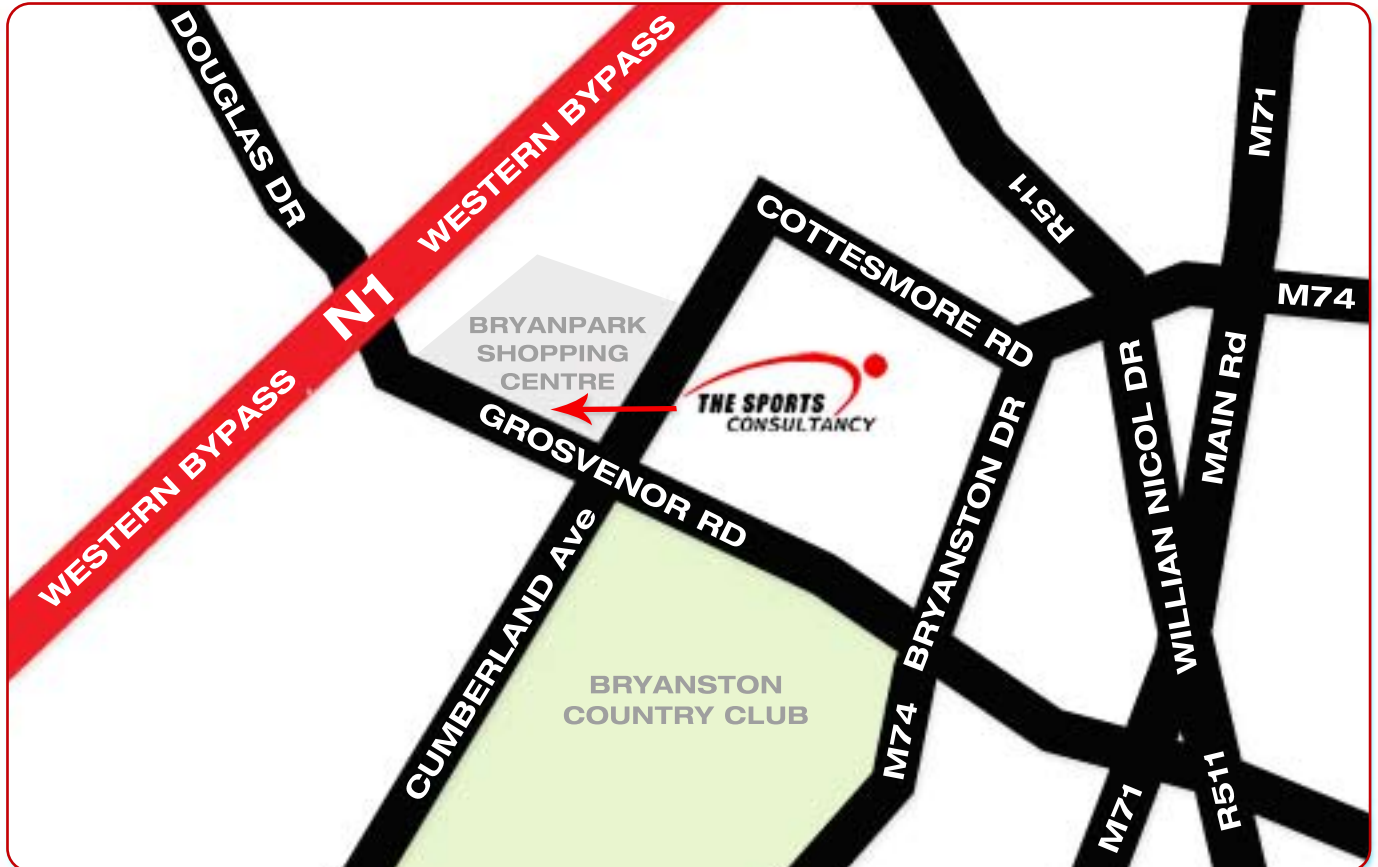 DOUGLAS DR
WESTERN BYPASS
M71
R511
COTTESMORE RD
N1
M74
BRYANPARK
SHOPPING
CENTRE
THE SPORTS
CONSULTANCY
WILLIAN NICOL DR
MAIN Rd
WESTERN BYPASS
GROSVENOR RD
BRYANSTON DR
CUMBERLAND Ave
BRYANSTON
COUNTRY CLUB
M74
M71
R511